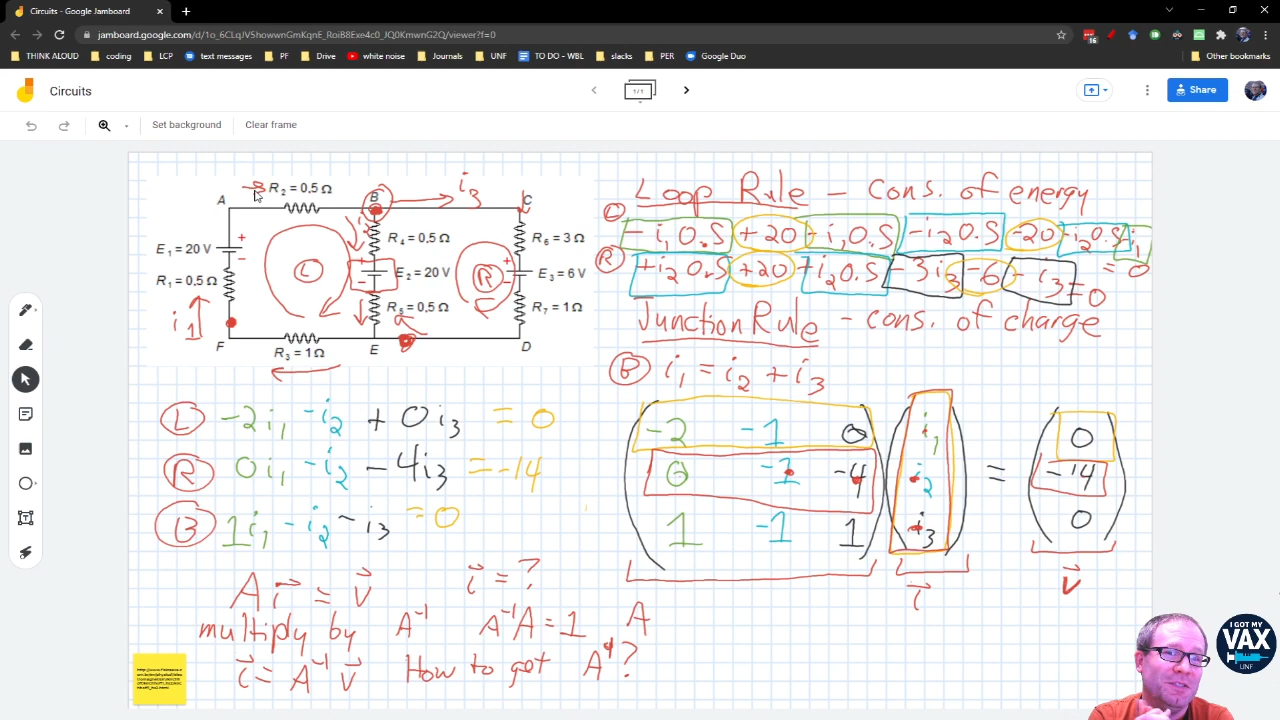 Circuits - Google Jamboard
jamboard.google.com/d/1o_6CLqJV5howwnGmKqnE_RoiB8Exe4c0_JQ0KmwnG2Q/viewer?f=0
16
THINK ALOUD coding LCP text messages PF Drive white noise Journals UNF TO DO - WBL slacks PER Google Duo Other bookmarks
Circuits
1/1
Share
Set background Clear frame
A R₂ = 0,5 Ω B i₃ C
E₁ = 20 V + − R₄ = 0,5 Ω R₆ = 3 Ω
R₁ = 0,5 Ω L + − E₂ = 20 V R + − E₃ = 6 V
i₁ R₅ = 0,5 Ω R₇ = 1 Ω
F R₃ = 1 Ω E D
Loop Rule - cons. of energy
L -i₁0.5 +20 -i₁0.5 -i₂0.5 -20 -i₂0.5 -i₁ = 0
R +i₂0.5 +20 +i₂0.5 -3i₃ -6 -i₃ = 0
Junction Rule - cons. of charge
B i₁ = i₂ + i₃
L -2i₁ -i₂ + 0i₃ = 0
R 0i₁ -i₂ -4i₃ = -14
B 1i₁ -i₂ -i₃ = 0
-2 -1 0 i₁ 0
0 -1 -4 i₂ = -14
1 -1 1 i₃ 0
i v
A i = v i = ?
multiply by A⁻¹ A⁻¹A = 1 A
i = A⁻¹ v How to get A⁻¹?
I GOT MY
VAX
UNF